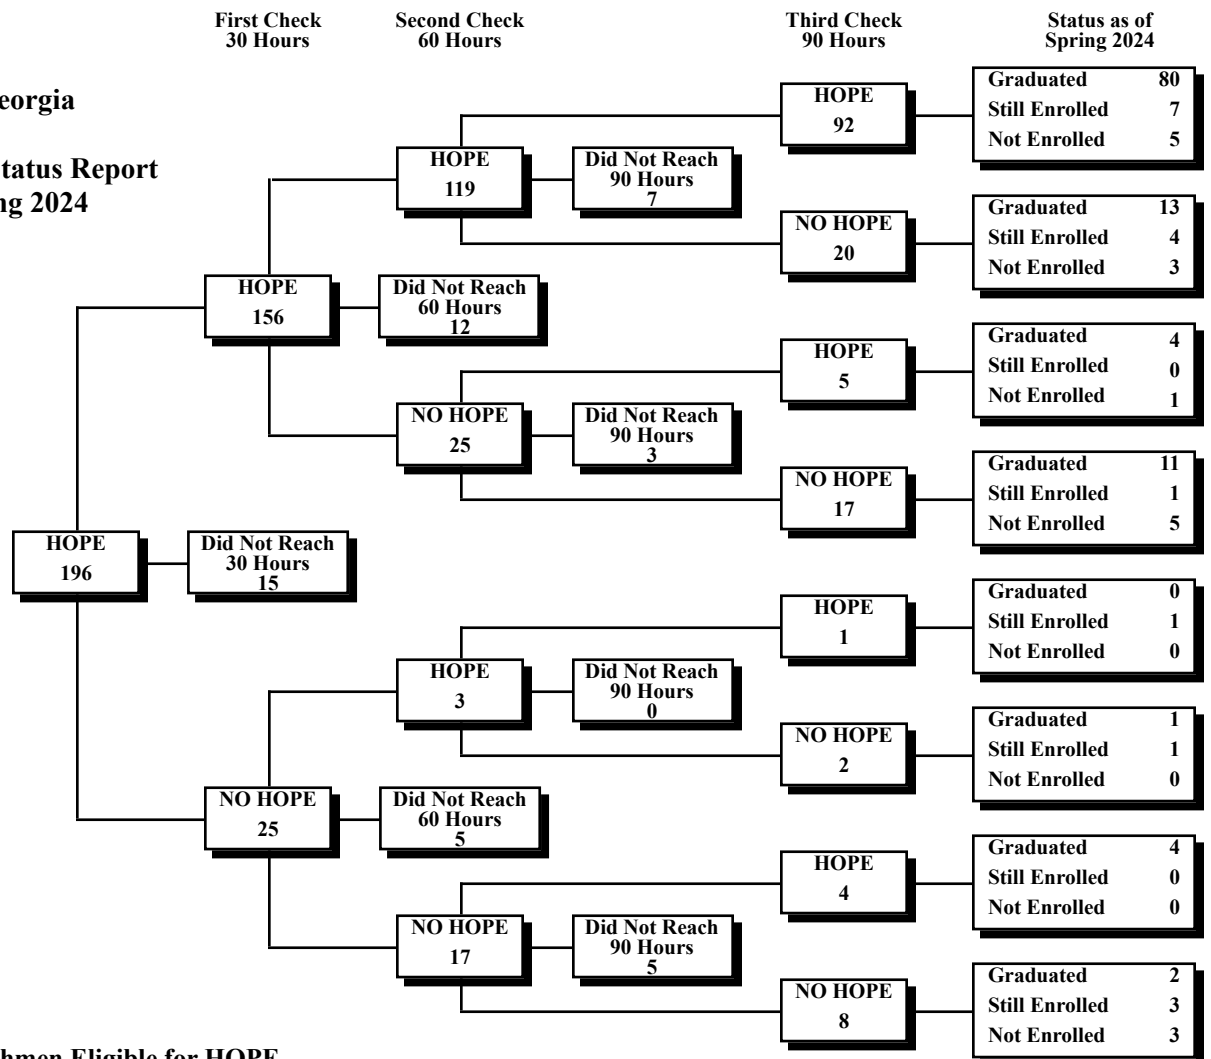 First Check
30 Hours
Second Check
60 Hours
Third Check
90 Hours
Status as of
Spring 2024
eorgia
tatus Report
ng 2024
HOPE
196
Did Not Reach
30 Hours
15
HOPE
156
Did Not Reach
60 Hours
12
NO HOPE
25
Did Not Reach
60 Hours
5
HOPE
119
Did Not Reach
90 Hours
7
NO HOPE
25
Did Not Reach
90 Hours
3
HOPE
3
Did Not Reach
90 Hours
0
NO HOPE
17
Did Not Reach
90 Hours
5
HOPE
92
Graduated 80
Still Enrolled 7
Not Enrolled 5
NO HOPE
20
Graduated 13
Still Enrolled 4
Not Enrolled 3
HOPE
5
Graduated 4
Still Enrolled 0
Not Enrolled 1
NO HOPE
17
Graduated 11
Still Enrolled 1
Not Enrolled 5
HOPE
1
Graduated 0
Still Enrolled 1
Not Enrolled 0
NO HOPE
2
Graduated 1
Still Enrolled 1
Not Enrolled 0
HOPE
4
Graduated 4
Still Enrolled 0
Not Enrolled 0
NO HOPE
8
Graduated 2
Still Enrolled 3
Not Enrolled 3
hmen Eligible for HOPE